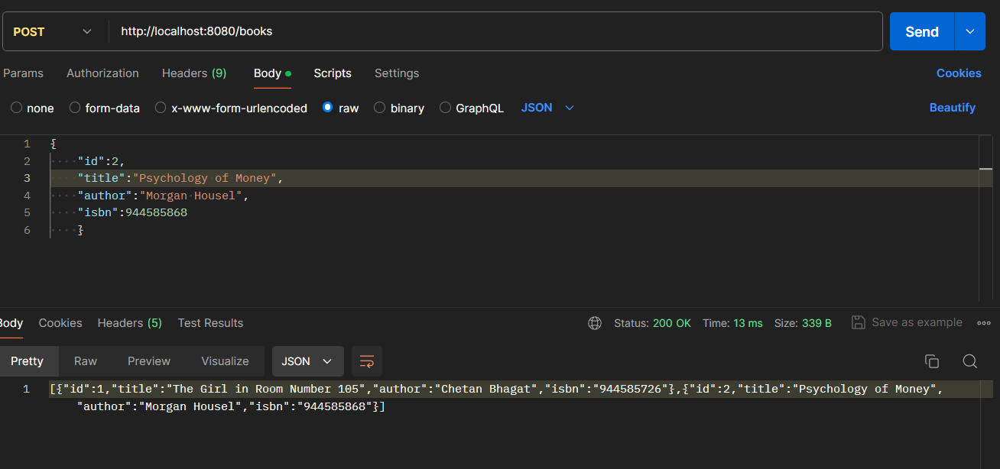 POST http://localhost:8080/books Send
Params Authorization Headers (9) Body Scripts Settings Cookies
none form-data x-www-form-urlencoded raw binary GraphQL JSON Beautify
1 {
2 ····"id":2,
3 ····"title":"Psychology·of·Money",
4 ····"author":"Morgan·Housel",
5 ····"isbn":944585868
6 ····}
Body Cookies Headers (5) Test Results Status: 200 OK Time: 13 ms Size: 339 B Save as example
Pretty Raw Preview Visualize JSON
1 [{"id":1,"title":"The Girl in Room Number 105","author":"Chetan Bhagat","isbn":"944585726"},{"id":2,"title":"Psychology of Money",
"author":"Morgan Housel","isbn":"944585868"}]